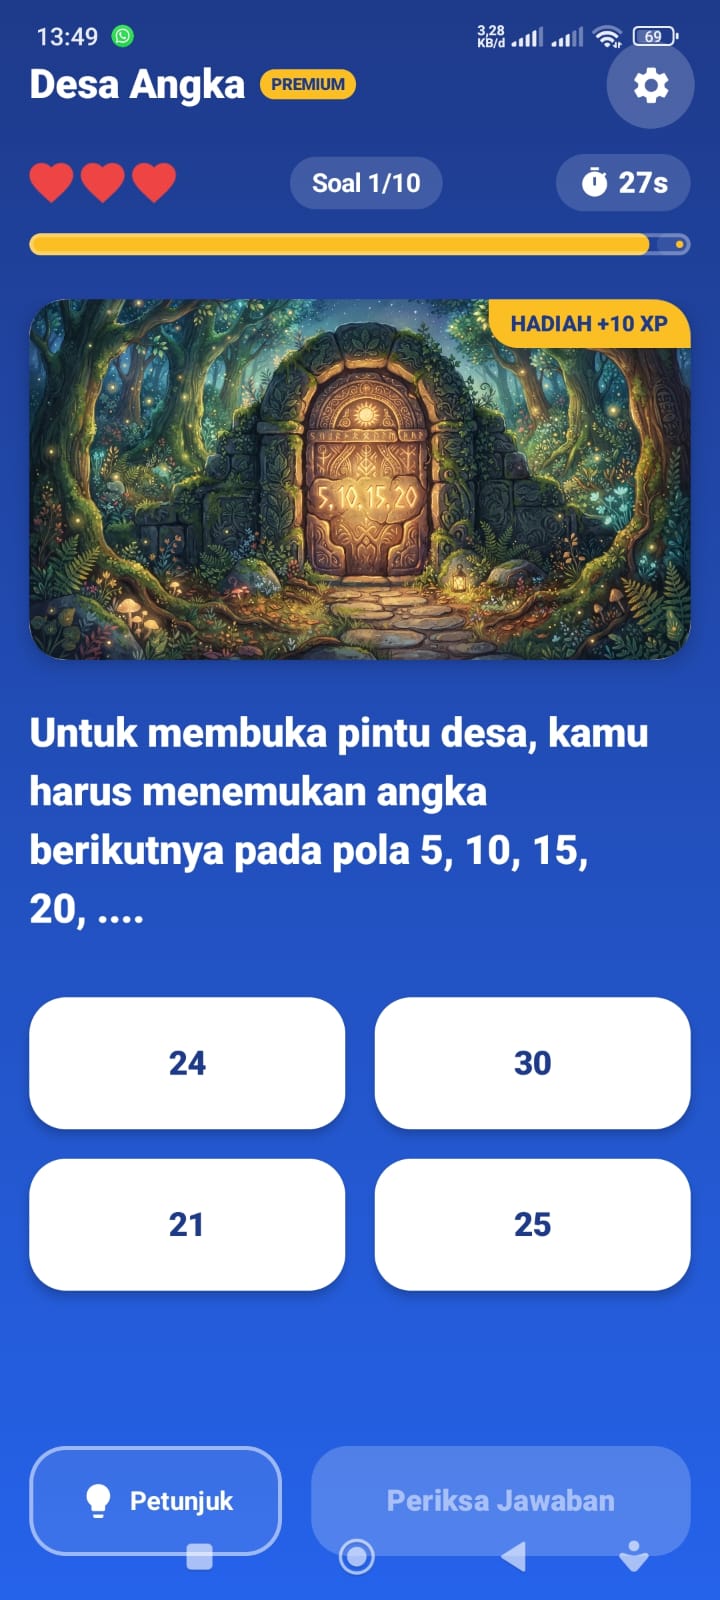 13:49
3,28
KB/d
69
Desa Angka
PREMIUM
Soal 1/10
27s
HADIAH +10 XP
5, 10, 15, 20
Untuk membuka pintu desa, kamu
harus menemukan angka
berikutnya pada pola 5, 10, 15,
20, ....
24
30
21
25
Petunjuk
Periksa Jawaban